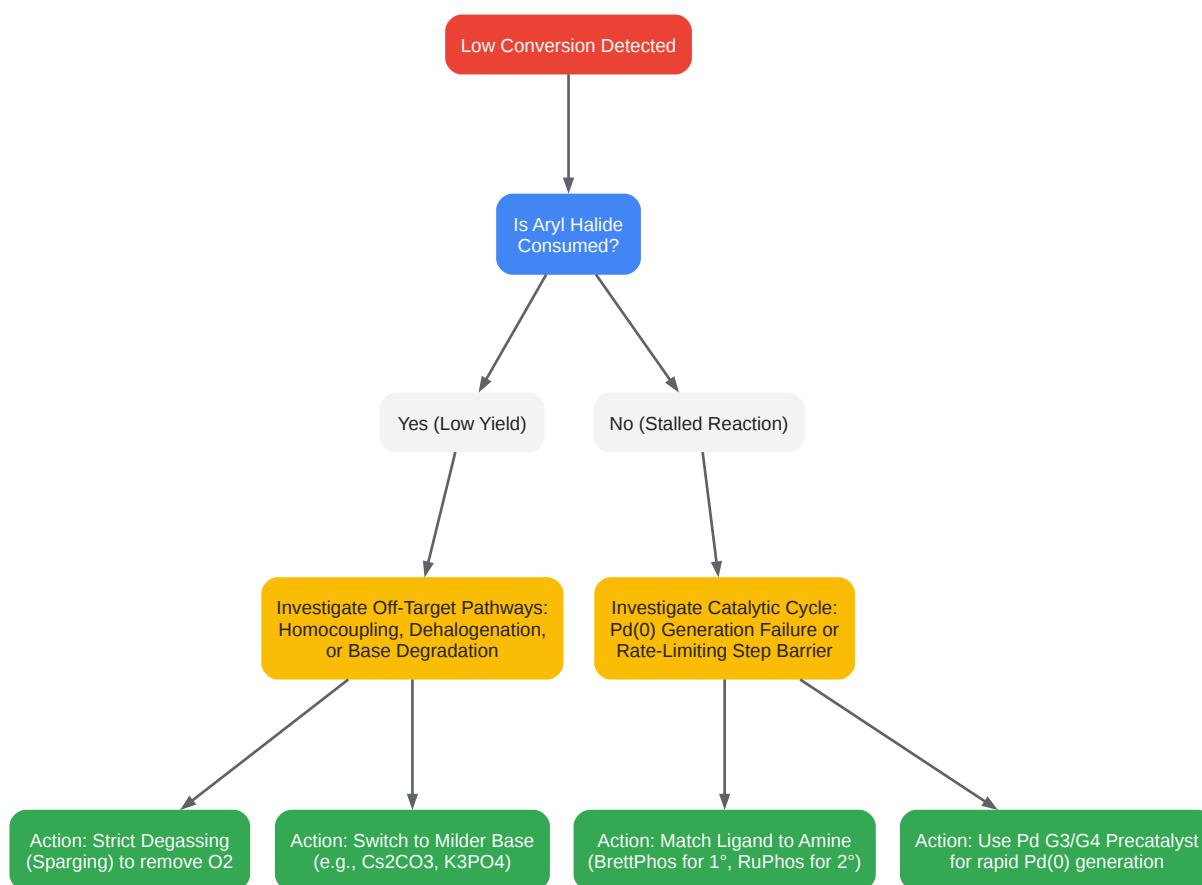 Low Conversion Detected
Is Aryl Halide
Consumed?
Yes (Low Yield)
No (Stalled Reaction)
Investigate Off-Target Pathways:
Homocoupling, Dehalogenation,
or Base Degradation
Investigate Catalytic Cycle:
Pd(0) Generation Failure or
Rate-Limiting Step Barrier
Action: Strict Degassing
(Sparging) to remove O2
Action: Switch to Milder Base
(e.g., Cs2CO3, K3PO4)
Action: Match Ligand to Amine
(BrettPhos for 1°, RuPhos for 2°)
Action: Use Pd G3/G4 Precatalyst
for rapid Pd(0) generation